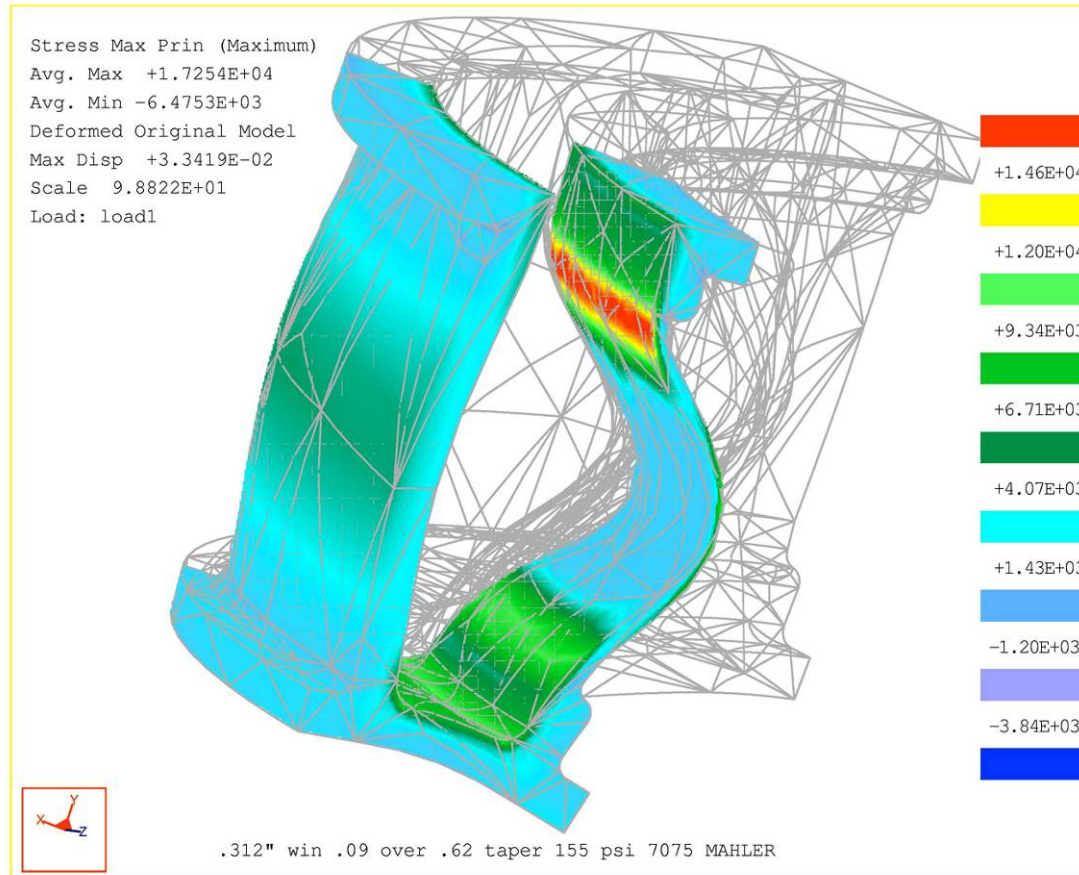 Stress Max Prin (Maximum)
Avg. Max +1.7254E+04
Avg. Min -6.4753E+03
Deformed Original Model
Max Disp +3.3419E-02
Scale 9.8822E+01
Load: load1
+1.46E+04
+1.20E+04
+9.34E+03
+6.71E+03
+4.07E+03
+1.43E+03
-1.20E+03
-3.84E+03
Y
X
Z
.312" win .09 over .62 taper 155 psi 7075 MAHLER